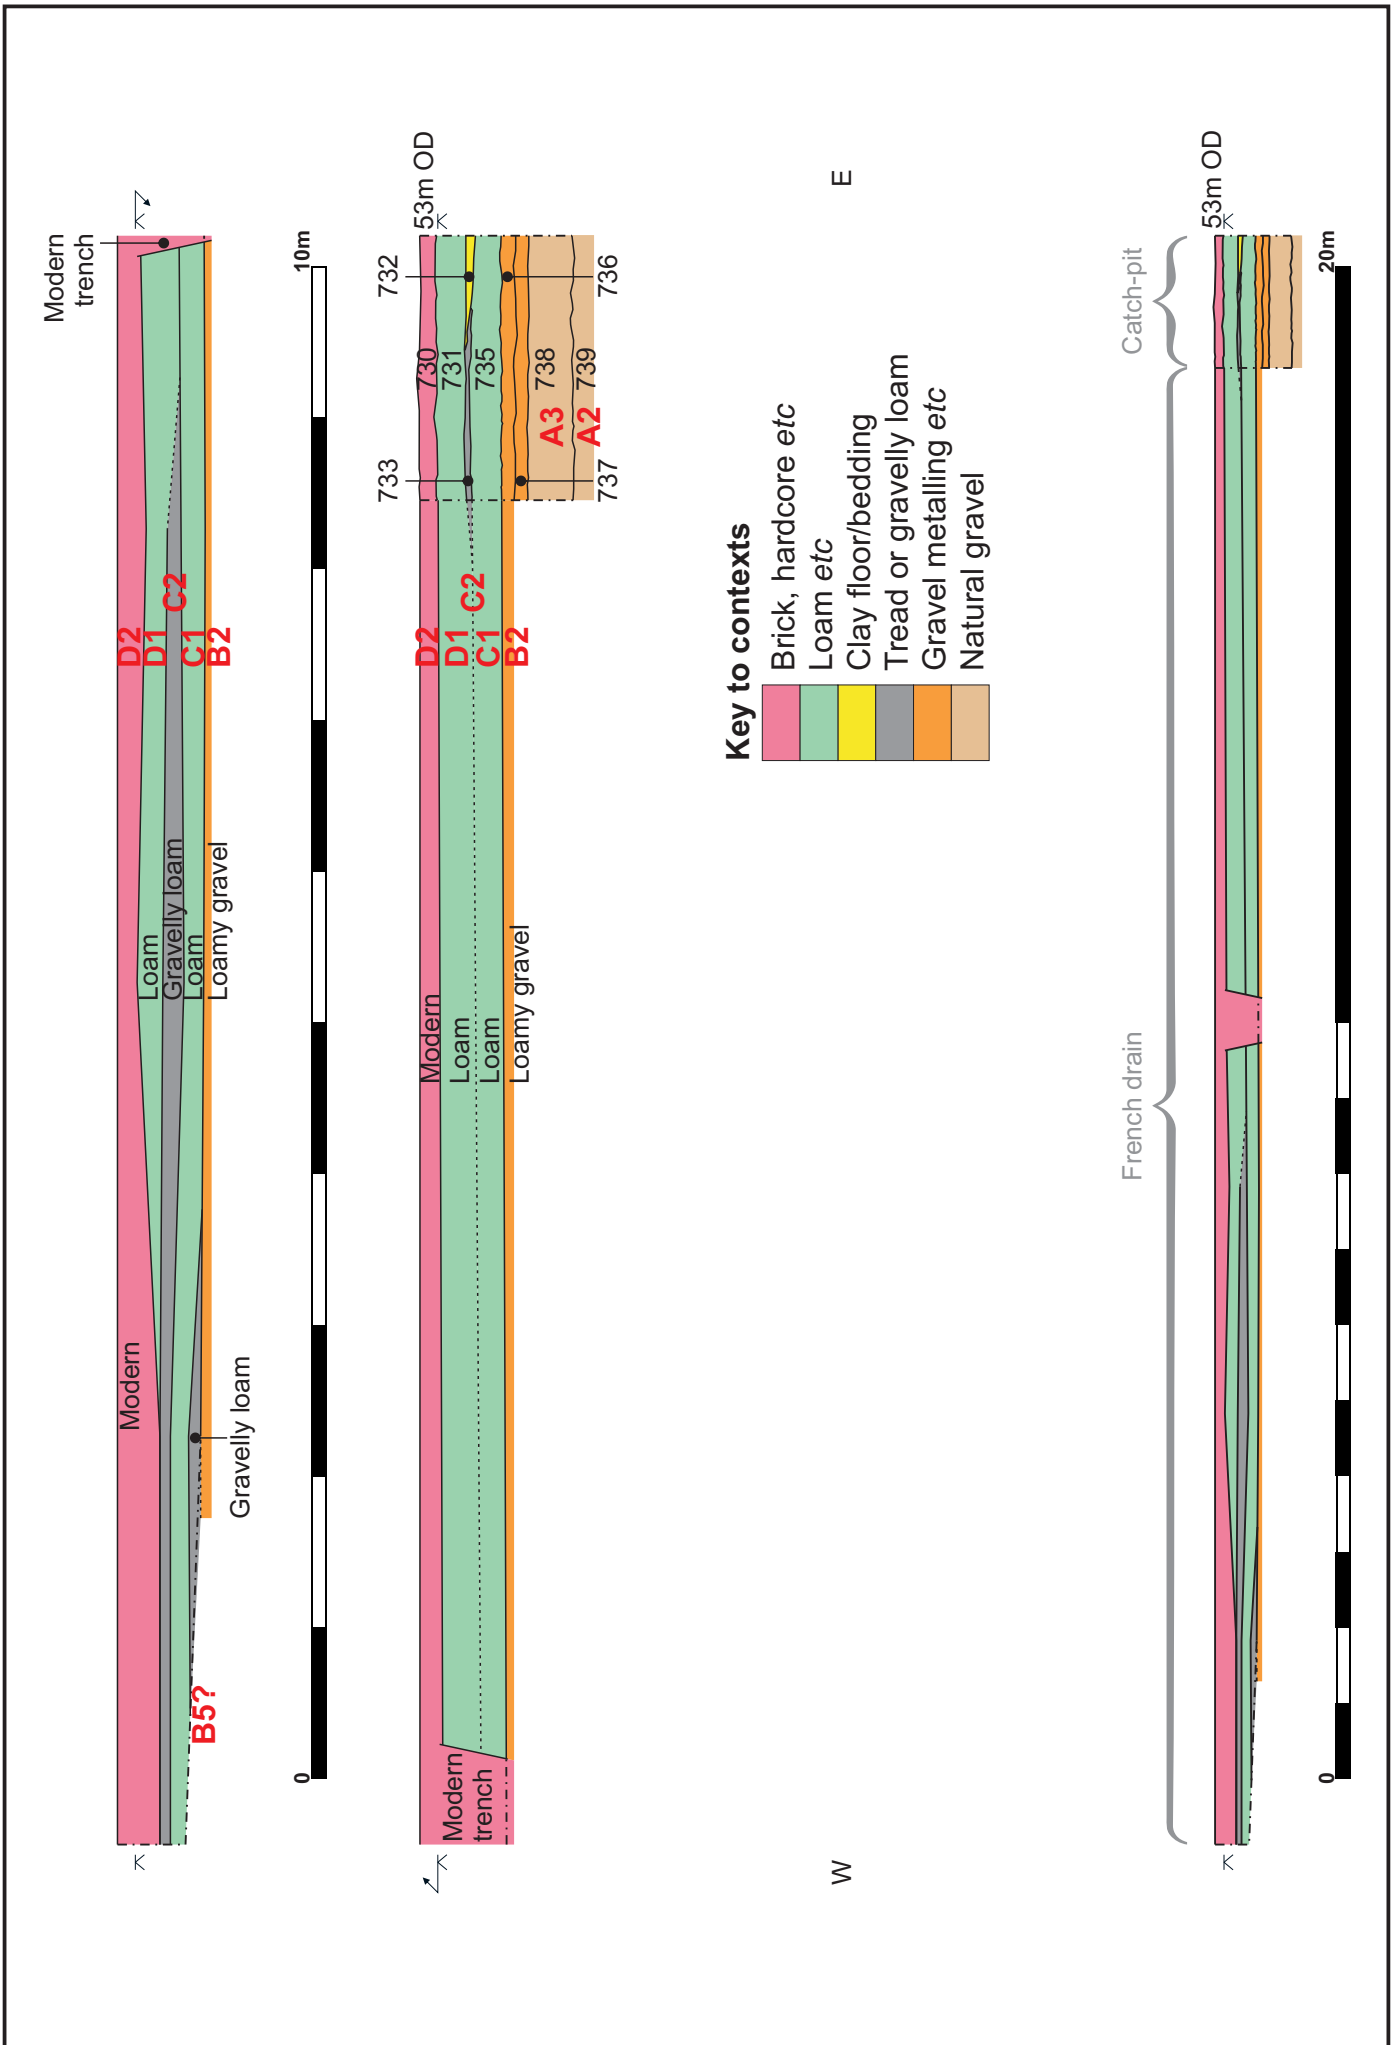 Modern
trench
D2
D1
C2
C1
B2
Loam
Gravelly loam
Loam
Loamy gravel
Modern
Gravelly loam
B5?
0
10m
53m OD
732
733
730
731
735
738
739
736
737
A3
A2
D2
D1
C2
C1
B2
Modern
Loam
Loam
Loamy gravel
Modern
trench
W
E
Key to contexts
Brick, hardcore etc
Loam etc
Clay floor/bedding
Tread or gravelly loam
Gravel metalling etc
Natural gravel
French drain
Catch-pit
53m OD
0
20m